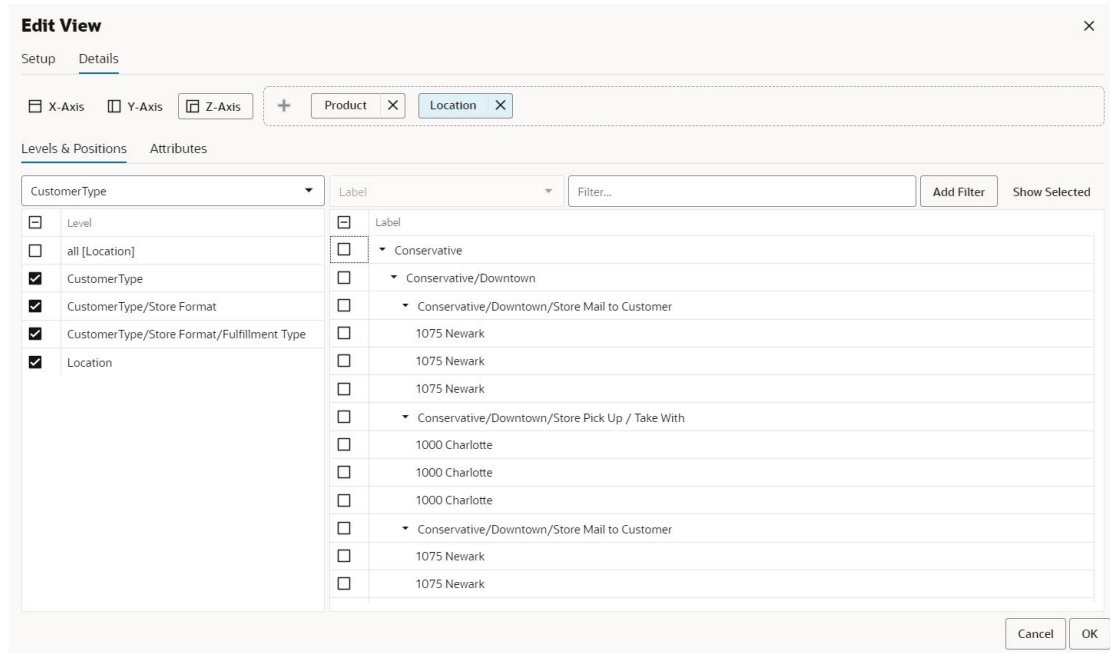 Edit View
Setup Details
X-Axis Y-Axis Z-Axis Product Location
Levels & Positions Attributes
CustomerType Label Filter... Add Filter Show Selected
Level Label
all [Location] Conservative
CustomerType Conservative/Downtown
CustomerType/Store Format Conservative/Downtown/Store Mail to Customer
CustomerType/Store Format/Fulfillment Type 1075 Newark
Location 1075 Newark
1075 Newark
Conservative/Downtown/Store Pick Up / Take With
1000 Charlotte
1000 Charlotte
1000 Charlotte
Conservative/Downtown/Store Mail to Customer
1075 Newark
1075 Newark
Cancel OK